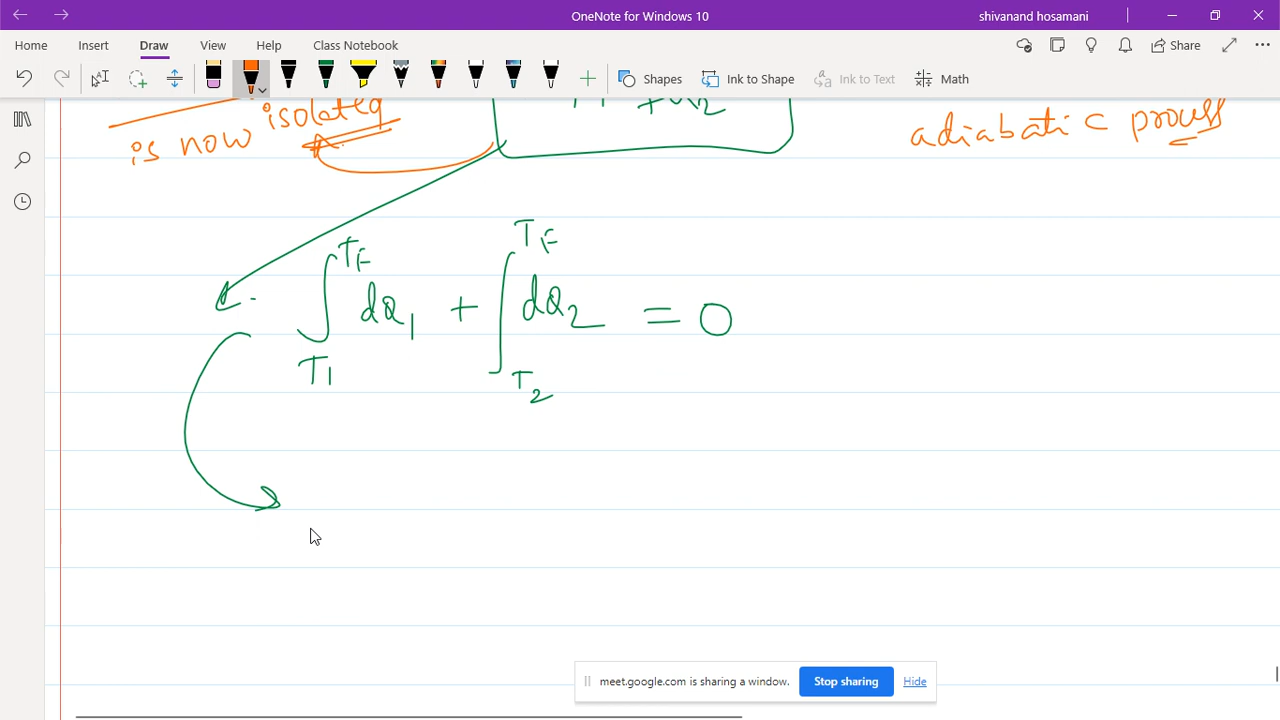 OneNote for Windows 10
shivanand hosamani
Home Insert Draw View Help Class Notebook
Share
Shapes Ink to Shape Ink to Text Math
isolated
is now
adiabatic process
∫_{T1}^{TF} dQ1 + ∫_{T2}^{TF} dQ2 = 0
meet.google.com is sharing a window. Stop sharing Hide